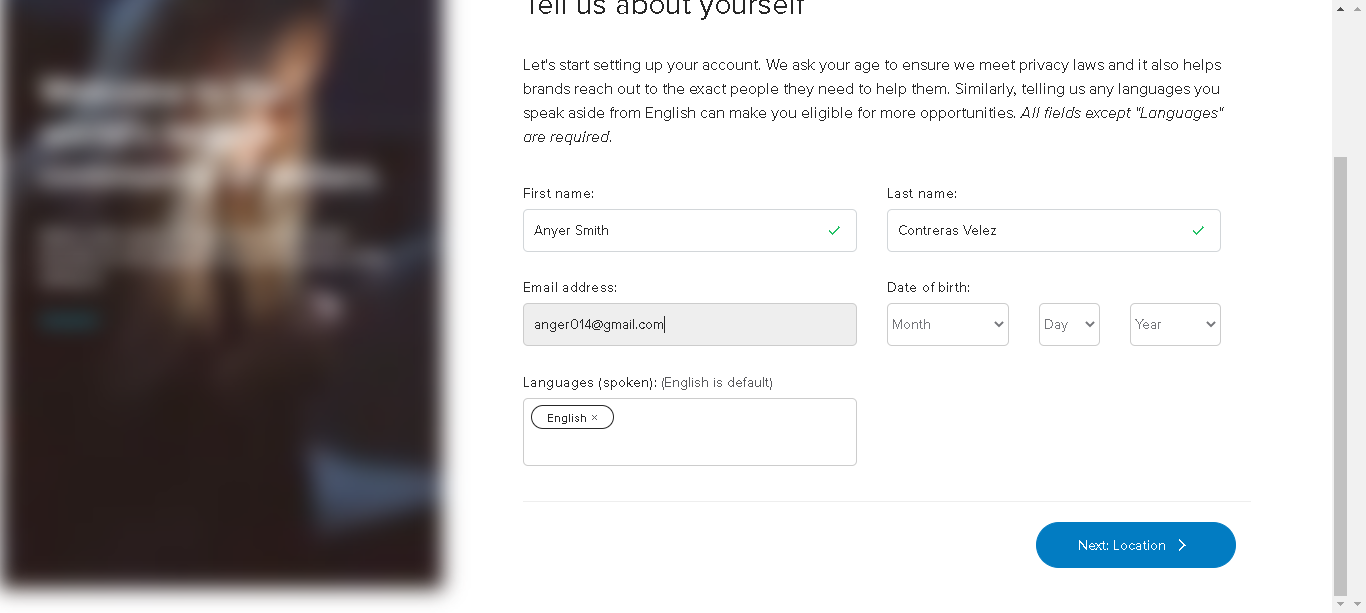 Tell us about yourself
Let's start setting up your account. We ask your age to ensure we meet privacy laws and it also helps
brands reach out to the exact people they need to help them. Similarly, telling us any languages you
speak aside from English can make you eligible for more opportunities. All fields except "Languages"
are required.
First name:
Last name:
Anyer Smith
Contreras Velez
Email address:
Date of birth:
anger014@gmail.com
Month
Day
Year
Languages (spoken): (English is default)
English ×
Next: Location